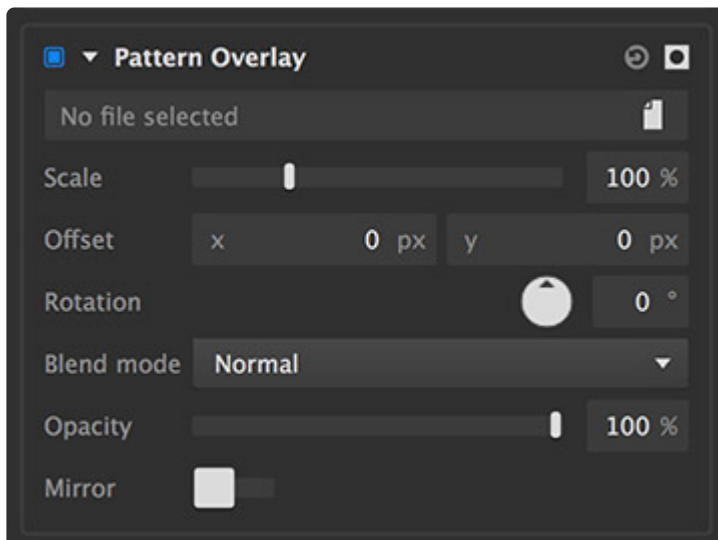 Pattern Overlay
No file selected
Scale 100 %
Offset x 0 px y 0 px
Rotation 0 °
Blend mode Normal
Opacity 100 %
Mirror